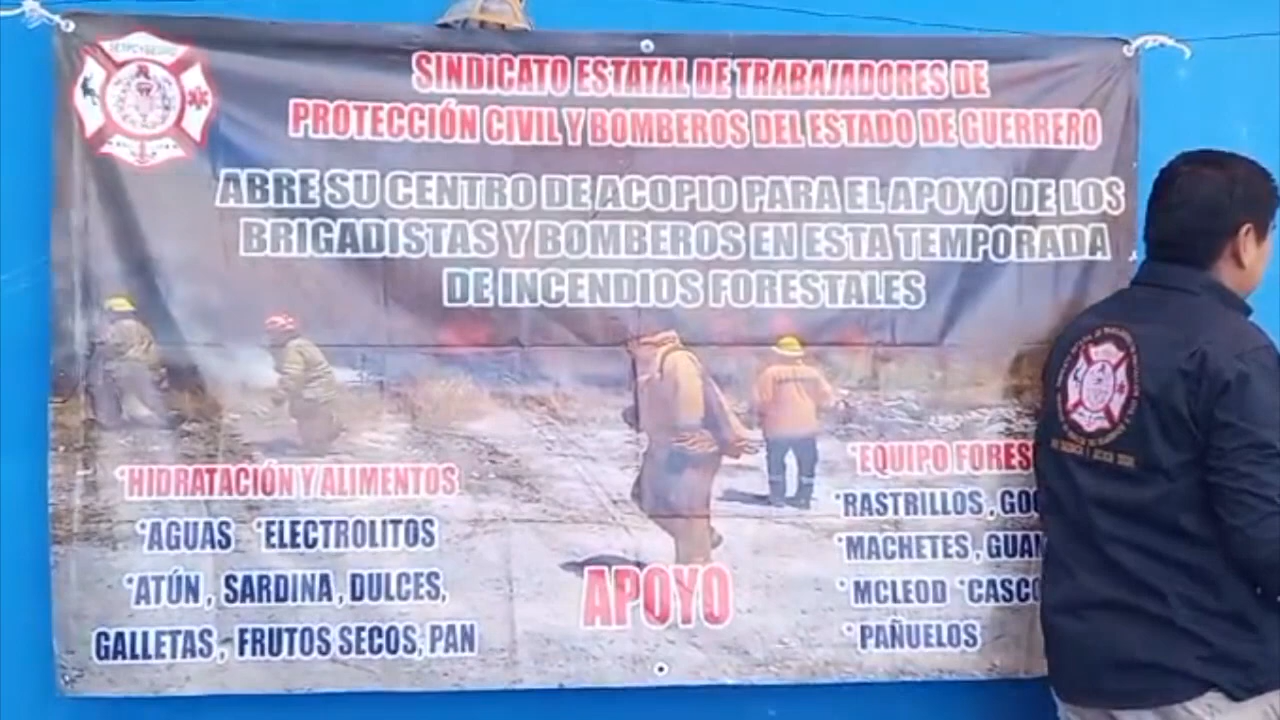 SINDICATO ESTATAL DE TRABAJADORES DE
PROTECCIÓN CIVIL Y BOMBEROS DEL ESTADO DE GUERRERO
ABRE SU CENTRO DE ACOPIO PARA EL APOYO DE LOS
BRIGADISTAS Y BOMBEROS EN ESTA TEMPORADA
DE INCENDIOS FORESTALES
*HIDRATACIÓN Y ALIMENTOS
*AGUAS *ELECTROLITOS
*ATÚN, SARDINA, DULCES,
GALLETAS, FRUTOS SECOS, PAN
APOYO
*EQUIPO FORES
*RASTRILLOS, GO
*MACHETES, GUAN
*MCLEOD *CASCO
*PAÑUELOS